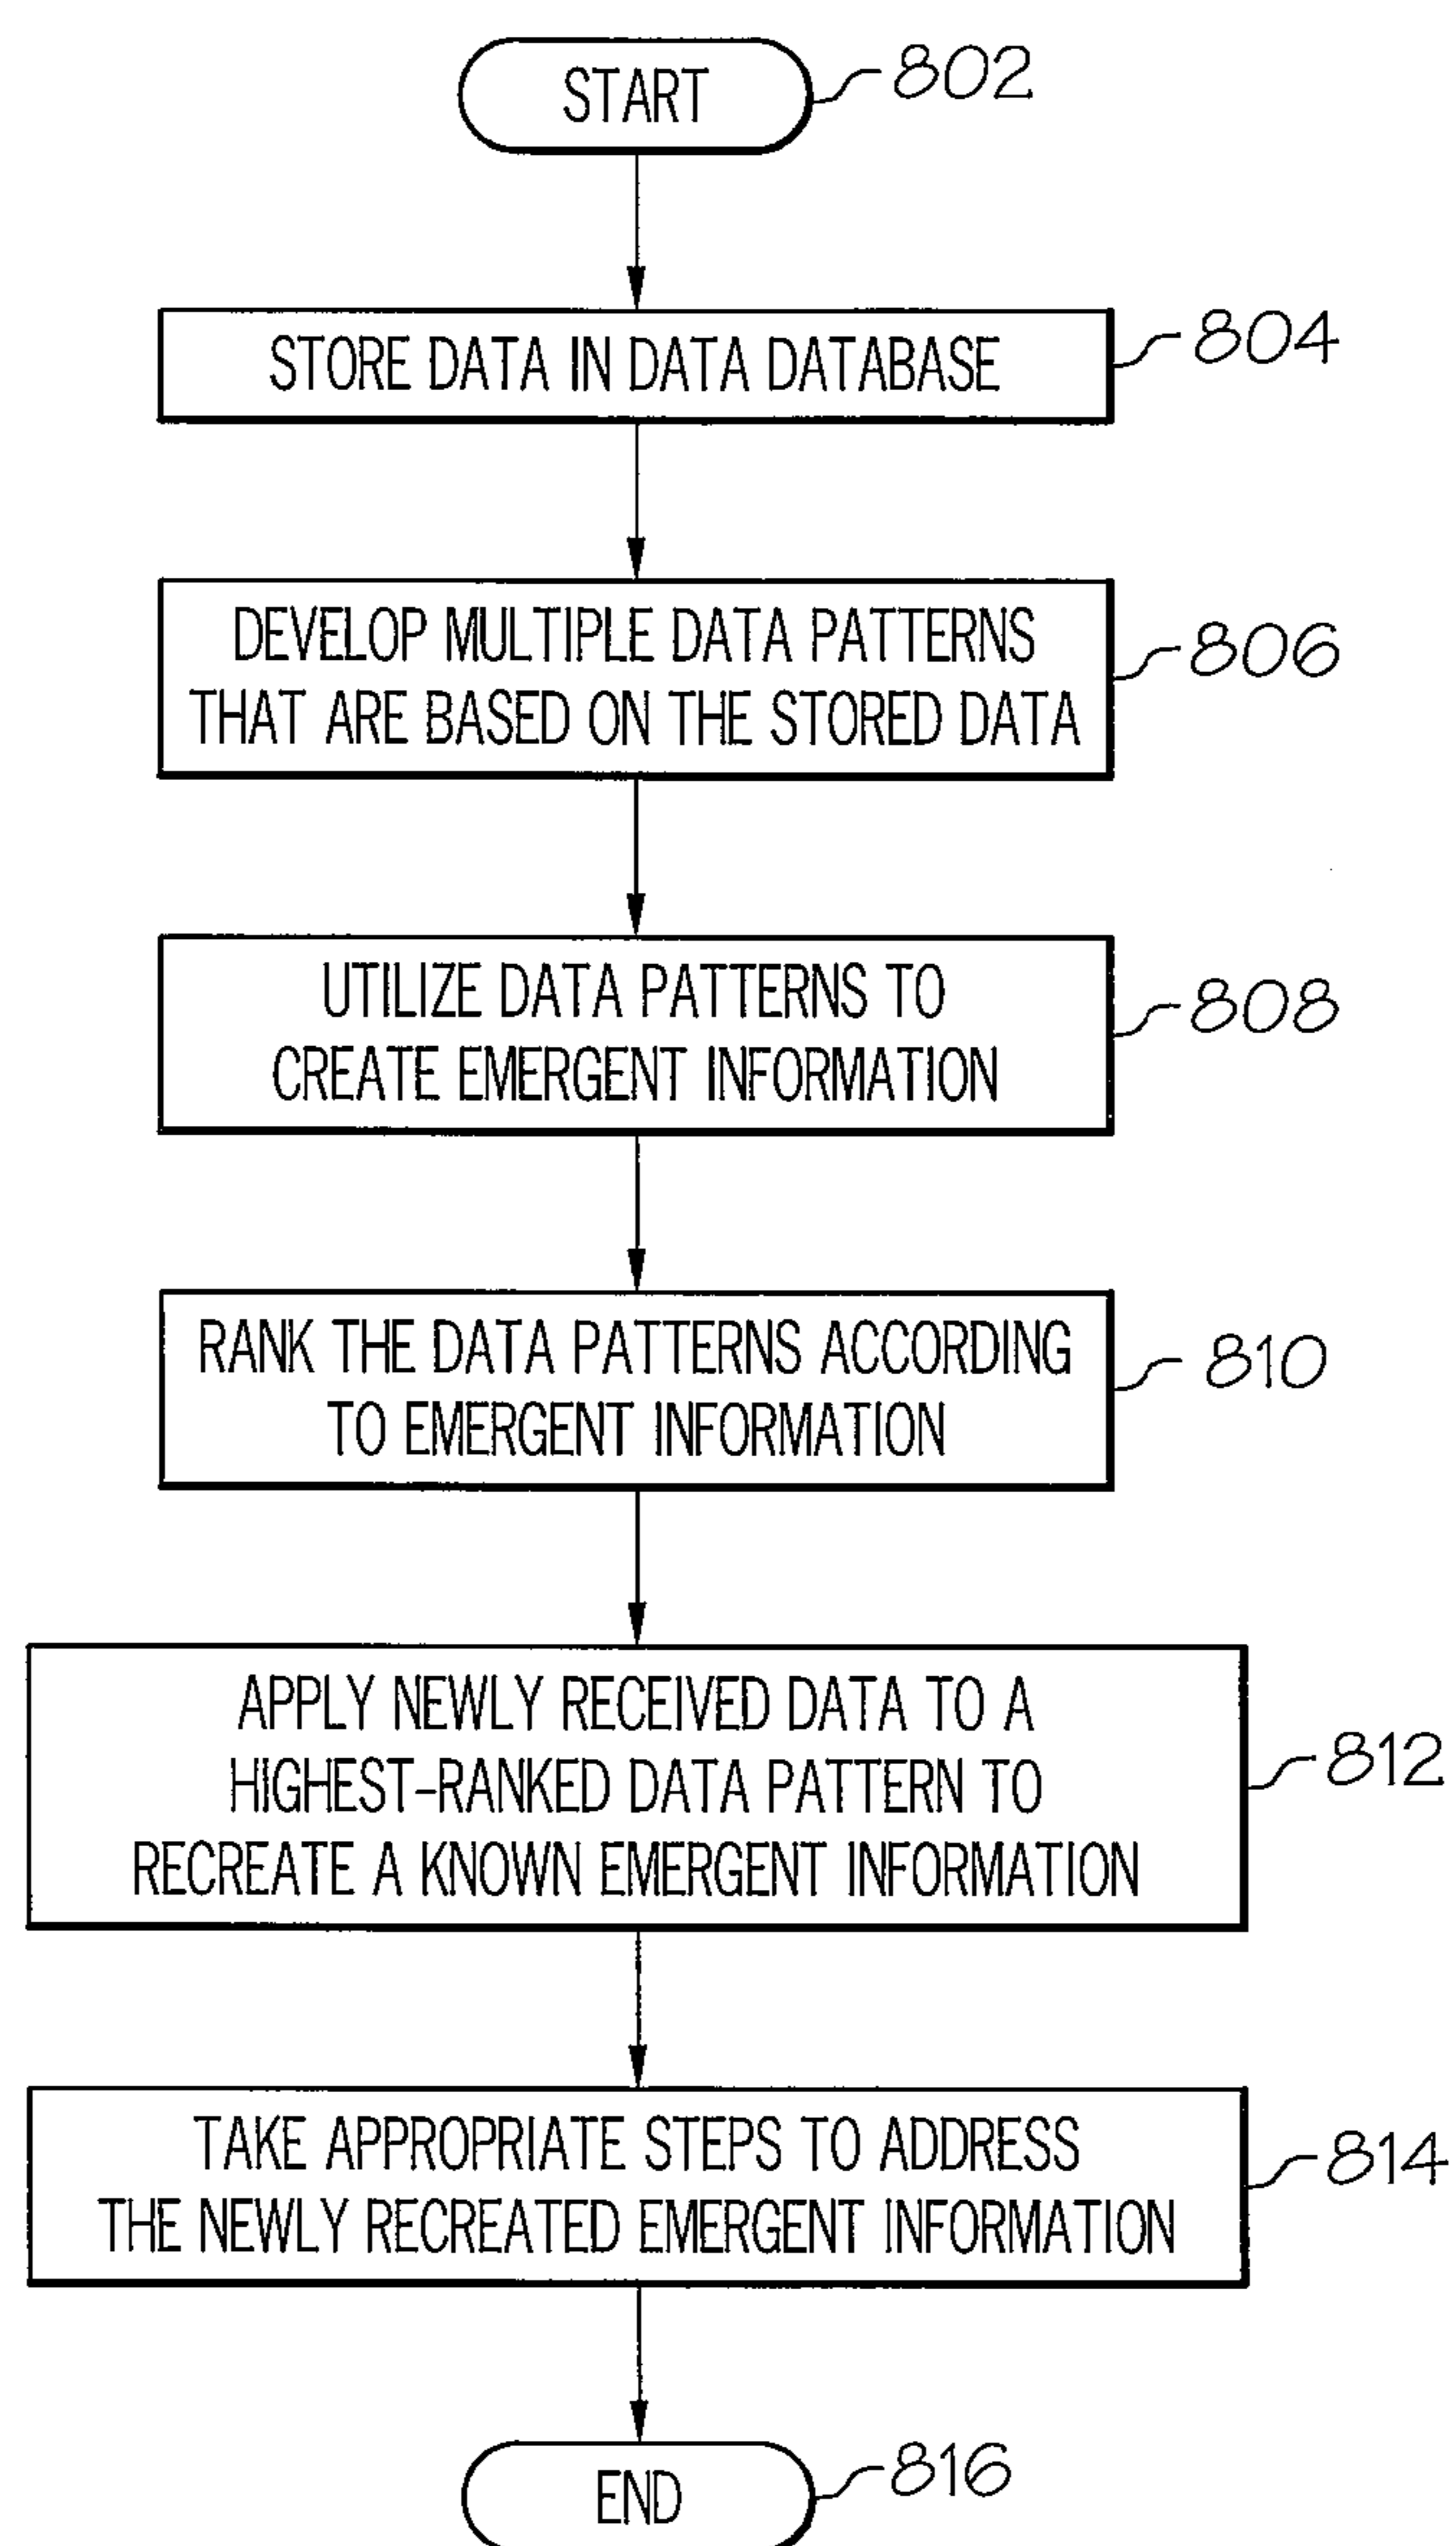 START
802
STORE DATA IN DATA DATABASE
804
DEVELOP MULTIPLE DATA PATTERNS
THAT ARE BASED ON THE STORED DATA
806
UTILIZE DATA PATTERNS TO
CREATE EMERGENT INFORMATION
808
RANK THE DATA PATTERNS ACCORDING
TO EMERGENT INFORMATION
810
APPLY NEWLY RECEIVED DATA TO A
HIGHEST-RANKED DATA PATTERN TO
RECREATE A KNOWN EMERGENT INFORMATION
812
TAKE APPROPRIATE STEPS TO ADDRESS
THE NEWLY RECREATED EMERGENT INFORMATION
814
END
816